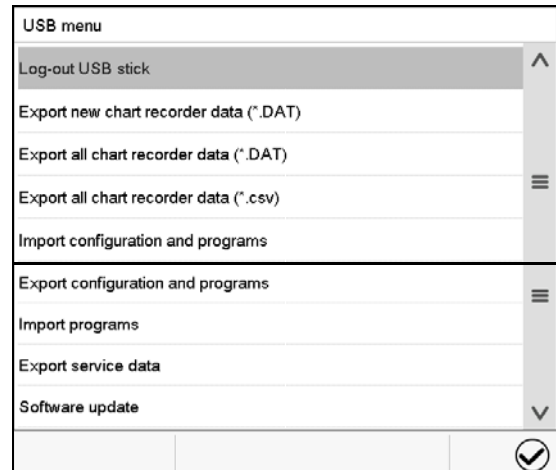 USB menu
Log-out USB stick
Export new chart recorder data (*.DAT)
Export all chart recorder data (*.DAT)
Export all chart recorder data (*.csv)
Import configuration and programs
Export configuration and programs
Import programs
Export service data
Software update